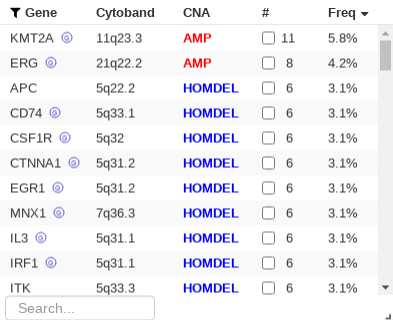 Gene Cytoband CNA # Freq
KMT2A G 11q23.3 AMP 11 5.8%
ERG G 21q22.2 AMP 8 4.2%
APC 5q22.2 HOMDEL 6 3.1%
CD74 G 5q33.1 HOMDEL 6 3.1%
CSF1R G 5q32 HOMDEL 6 3.1%
CTNNA1 G 5q31.2 HOMDEL 6 3.1%
EGR1 G 5q31.2 HOMDEL 6 3.1%
MNX1 G 7q36.3 HOMDEL 6 3.1%
IL3 G 5q31.1 HOMDEL 6 3.1%
IRF1 G 5q31.1 HOMDEL 6 3.1%
ITK 5q33.3 HOMDEL 6 3.1%
Search...